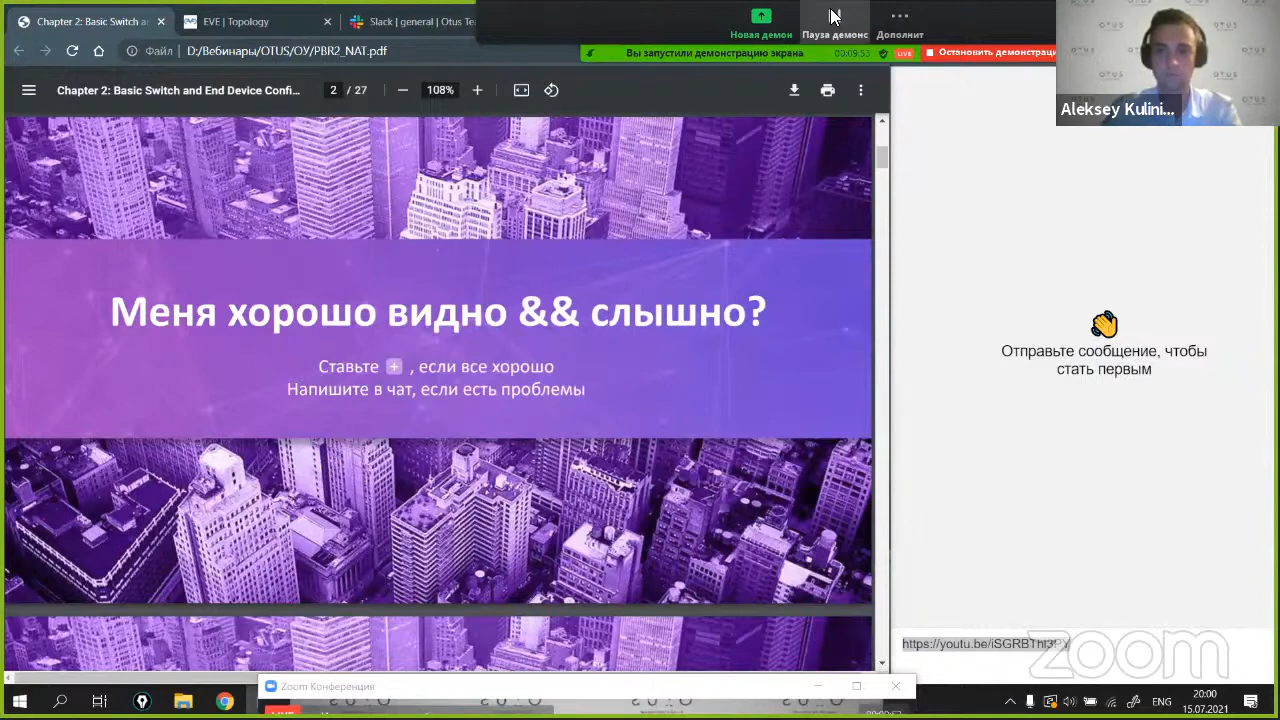 Chapter 2: Basic Switch an
EVE | Topology
Slack | general | Otus Te
Новая демон
Пауза демонс
Дополнит
D:/Вебинары/OTUS/OY/PBR2_NAT.pdf
Вы запустили демонстрацию экрана
LIVE
Остановить демонстраци
Chapter 2: Basic Switch and End Device Confi...
2 / 27
108%
Aleksey Kulini...
Меня хорошо видно && слышно?
Ставьте + , если все хорошо
Напишите в чат, если есть проблемы
Отправьте сообщение, чтобы
стать первым
zoom
Zoom Конференция
ENG
20:00
15.07.2021